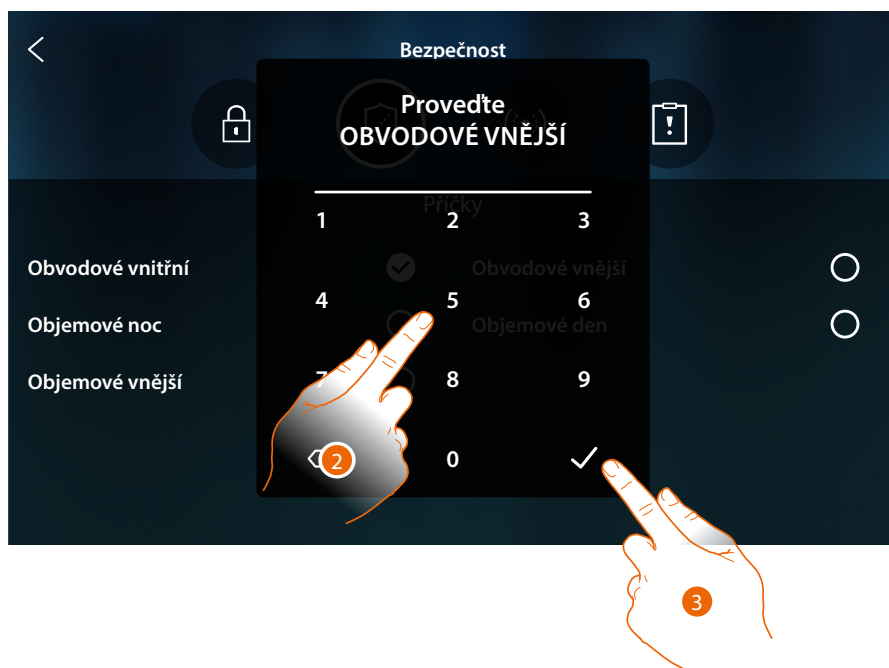 Bezpečnost
Proveďte
OBVODOVÉ VNĚJŠÍ
Příčky
1 2 3
Obvodové vnitřní Obvodové vnější
4 5 6
Objemové noc Objemové den
Objemové vnější
7 8 9
2 0
3